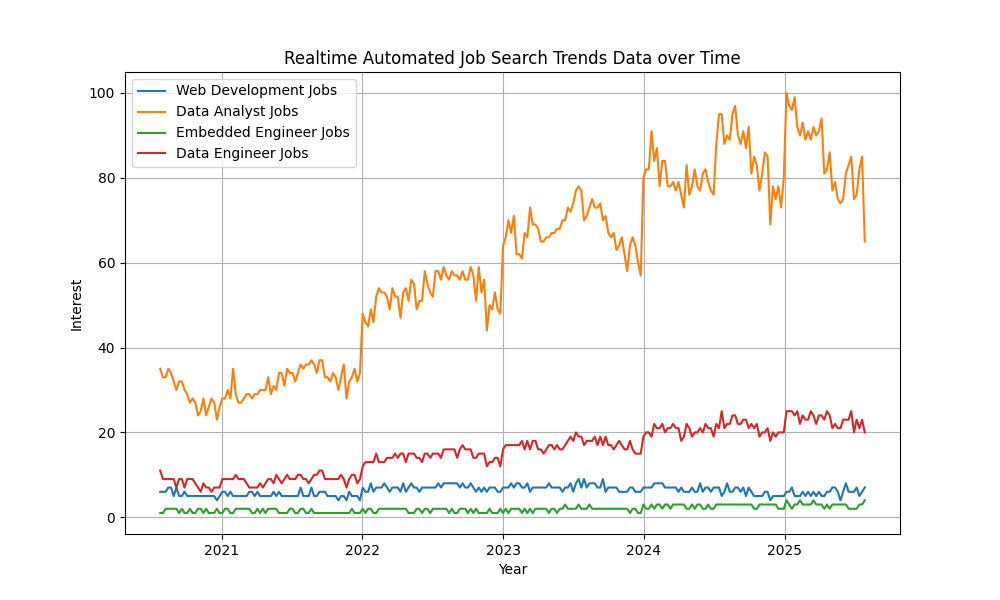 Realtime Automated Job Search Trends Data over Time
Web Development Jobs
Data Analyst Jobs
Embedded Engineer Jobs
Data Engineer Jobs
100
80
60
40
20
0
Interest
2021 2022 2023 2024 2025
Year